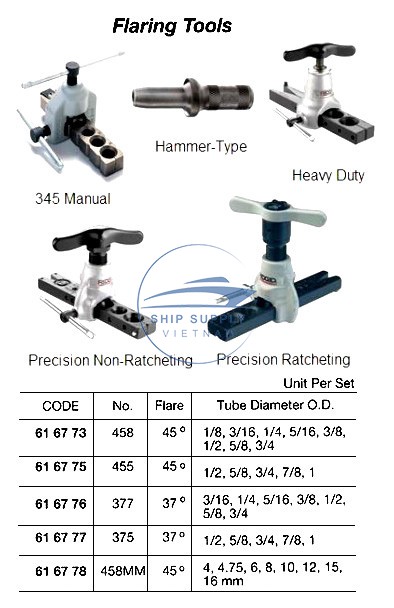 Flaring Tools
Hammer-Type
Heavy Duty
345 Manual
SHIP SUPPLY
VIETNAM
Precision Non-Ratcheting
Precision Ratcheting
Unit Per Set
CODE No. Flare Tube Diameter O.D.
61 67 73 458 45° 1/8, 3/16, 1/4, 5/16, 3/8,
1/2, 5/8, 3/4
61 67 75 455 45° 1/2, 5/8, 3/4, 7/8, 1
61 67 76 377 37° 3/16, 1/4, 5/16, 3/8, 1/2,
5/8, 3/4
61 67 77 375 37° 1/2, 5/8, 3/4, 7/8, 1
61 67 78 458MM 45° 4, 4.75, 6, 8, 10, 12, 15,
16 mm